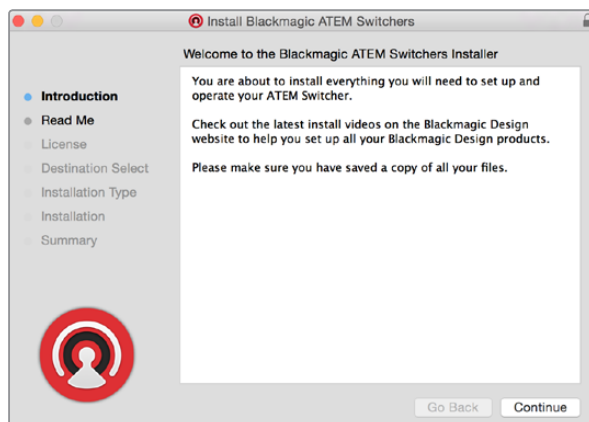 Install Blackmagic ATEM Switchers
Welcome to the Blackmagic ATEM Switchers Installer
Introduction
Read Me
License
Destination Select
Installation Type
Installation
Summary
You are about to install everything you will need to set up and
operate your ATEM Switcher.
Check out the latest install videos on the Blackmagic Design
website to help you set up all your Blackmagic Design products.
Please make sure you have saved a copy of all your files.
Go Back
Continue